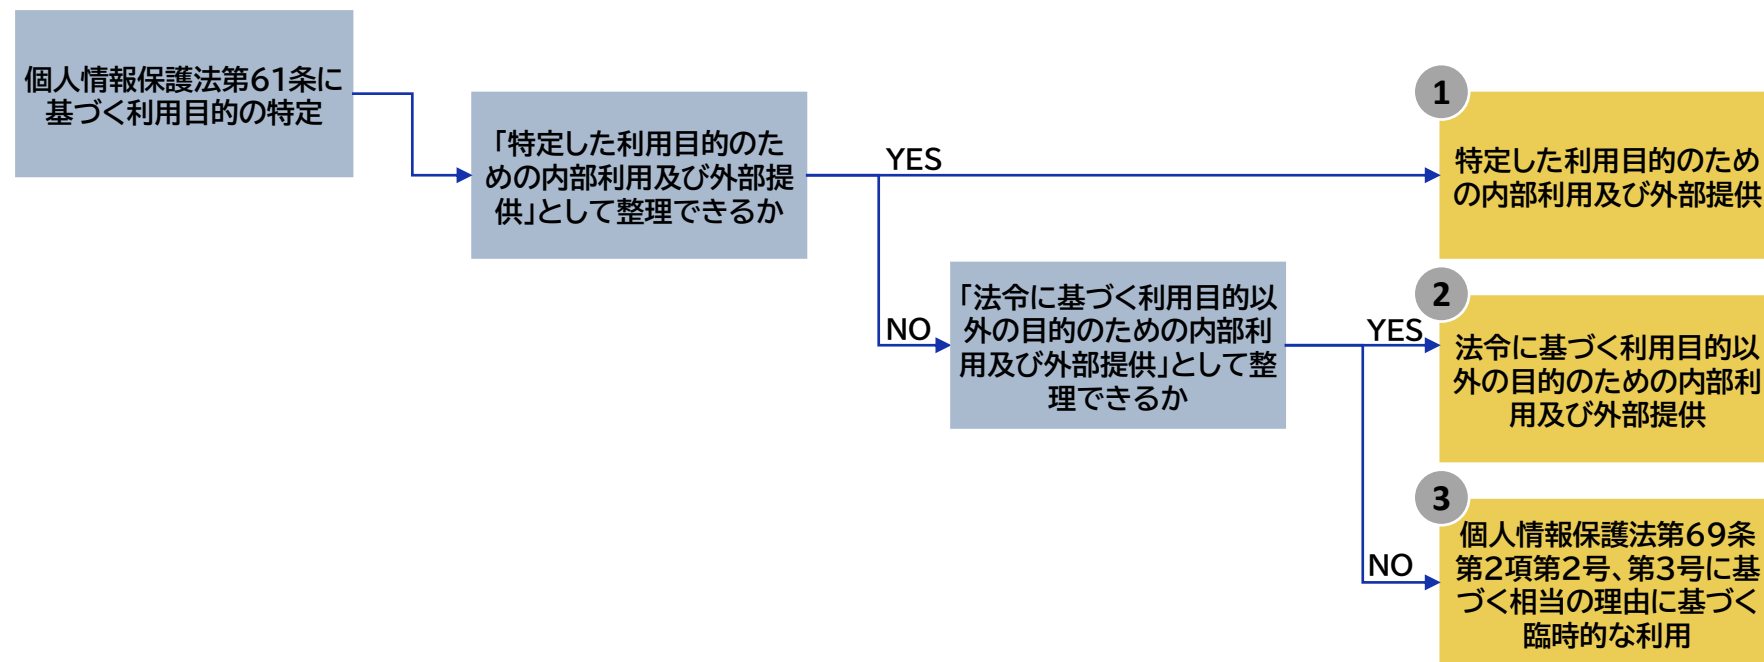 個人情報保護法第61条に
基づく利用目的の特定
「特定した利用目的のた
めの内部利用及び外部提
供」として整理できるか
YES
1
特定した利用目的のため
の内部利用及び外部提供
NO
「法令に基づく利用目的以
外の目的のための内部利
用及び外部提供」として整
理できるか
YES
2
法令に基づく利用目的以
外の目的のための内部利
用及び外部提供
NO
3
個人情報保護法第69条
第2項第2号、第3号に基
づく相当の理由に基づく
臨時的な利用